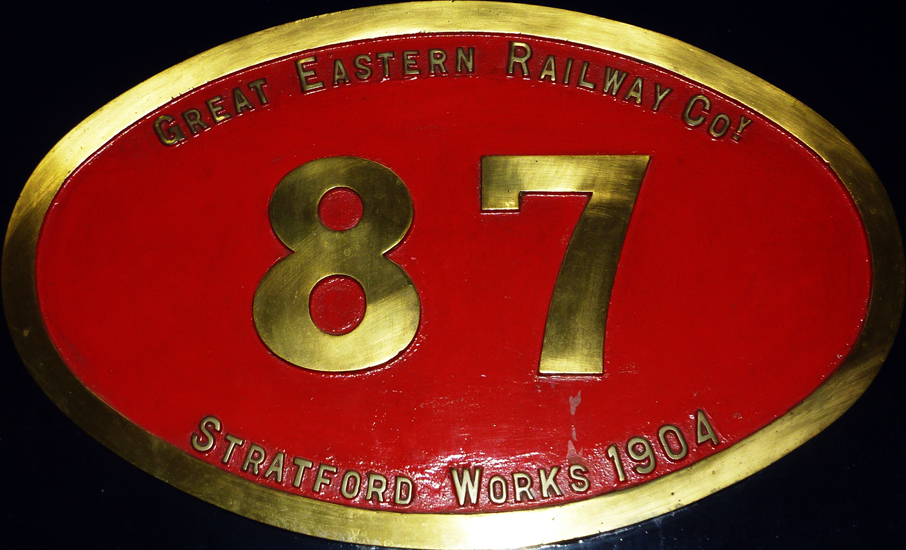 GREAT EASTERN RAILWAY COY
87
STRATFORD WORKS 1904